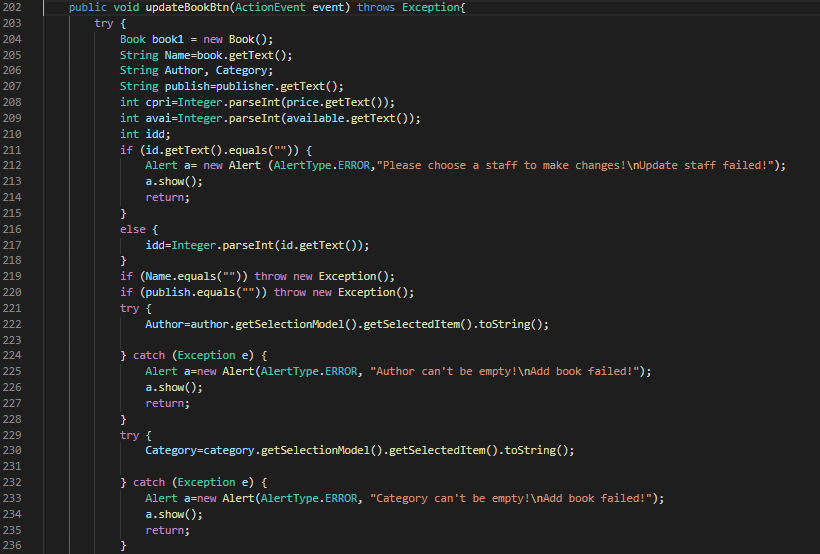 202 public void updateBookBtn(ActionEvent event) throws Exception{
203 try {
204 Book book1 = new Book();
205 String Name=book.getText();
206 String Author, Category;
207 String publish=publisher.getText();
208 int cpri=Integer.parseInt(price.getText());
209 int avai=Integer.parseInt(available.getText());
210 int idd;
211 if (id.getText().equals("")) {
212 Alert a= new Alert (AlertType.ERROR,"Please choose a staff to make changes!\nUpdate staff failed!");
213 a.show();
214 return;
215 }
216 else {
217 idd=Integer.parseInt(id.getText());
218 }
219 if (Name.equals("")) throw new Exception();
220 if (publish.equals("")) throw new Exception();
221 try {
222 Author=author.getSelectionModel().getSelectedItem().toString();
223
224 } catch (Exception e) {
225 Alert a=new Alert(AlertType.ERROR, "Author can't be empty!\nAdd book failed!");
226 a.show();
227 return;
228 }
229 try {
230 Category=category.getSelectionModel().getSelectedItem().toString();
231
232 } catch (Exception e) {
233 Alert a=new Alert(AlertType.ERROR, "Category can't be empty!\nAdd book failed!");
234 a.show();
235 return;
236 }